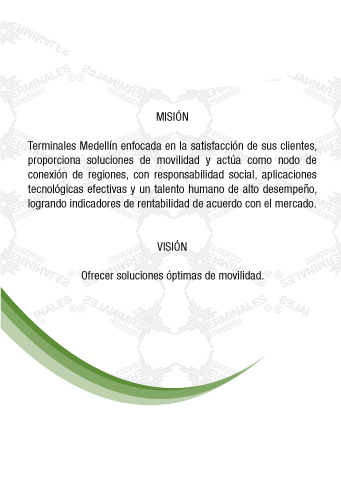 MISIÓN
Terminales Medellín enfocada en la satisfacción de sus clientes,
proporciona soluciones de movilidad y actúa como nodo de
conexión de regiones, con responsabilidad social, aplicaciones
tecnológicas efectivas y un talento humano de alto desempeño,
logrando indicadores de rentabilidad de acuerdo con el mercado.
VISIÓN
Ofrecer soluciones óptimas de movilidad.